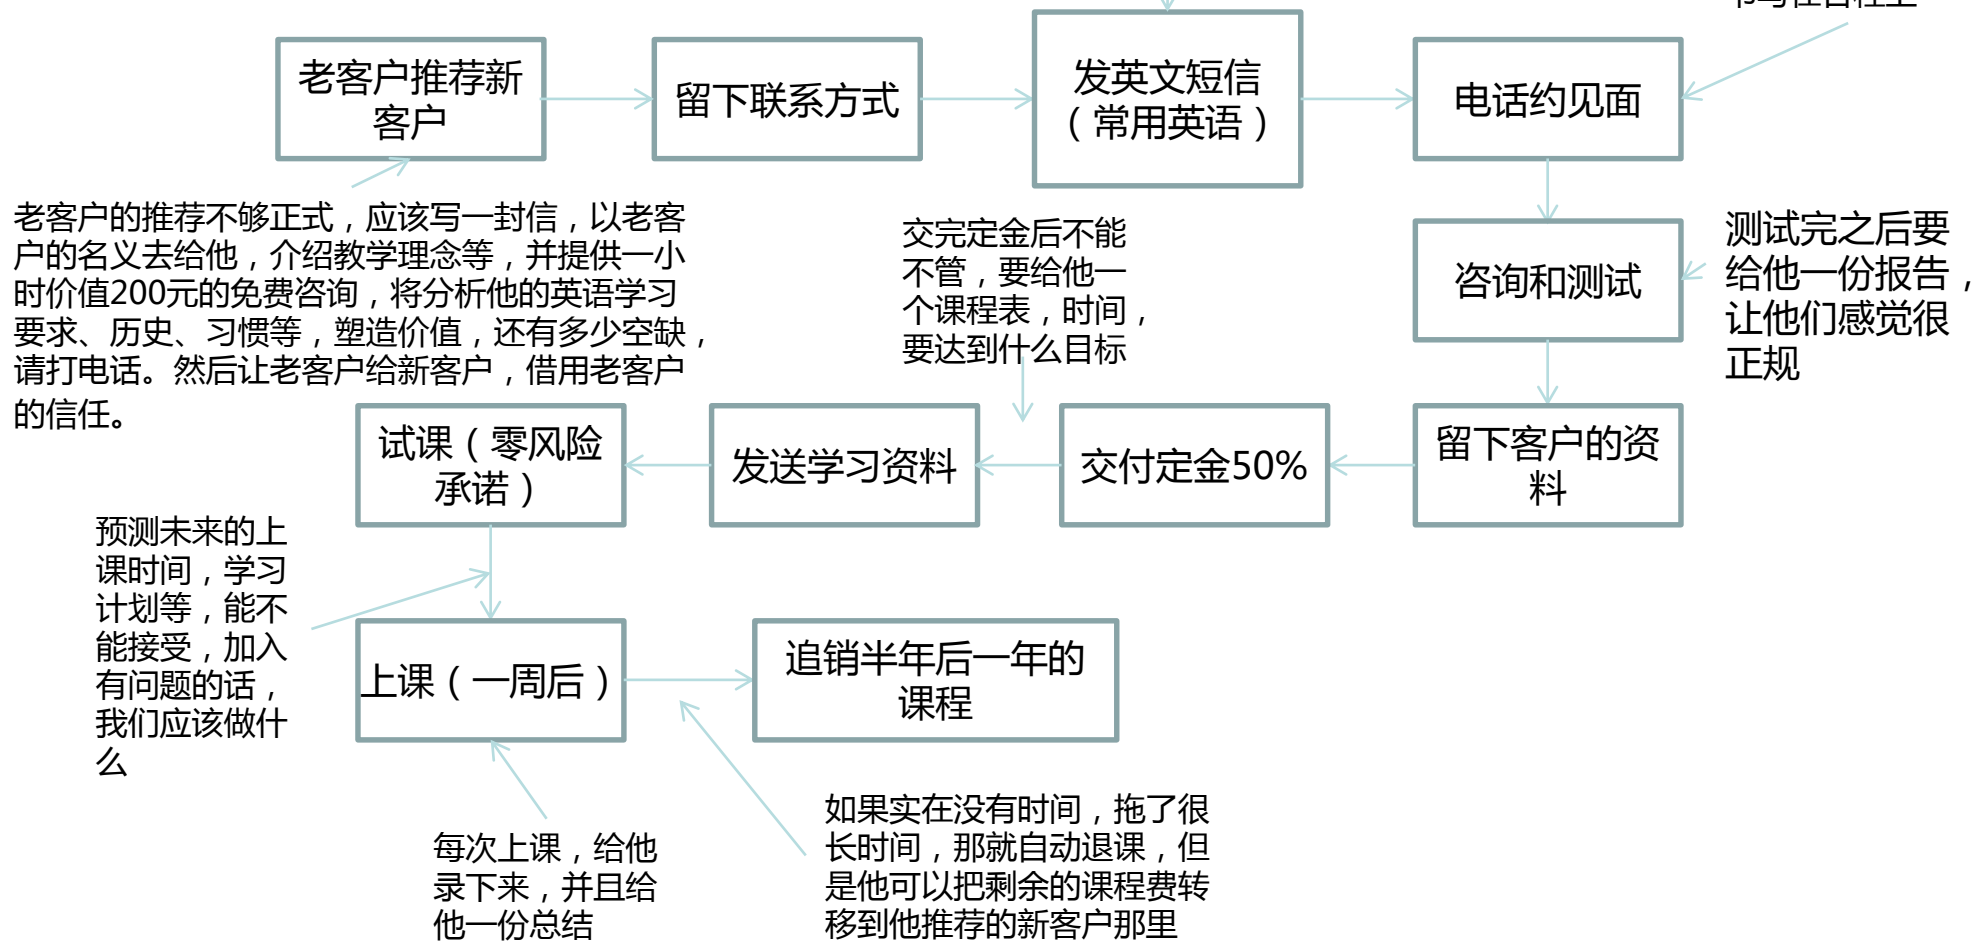 老客户推荐新
客户
留下联系方式
发英文短信
（常用英语）
电话约见面
老客户的推荐不够正式，应该写一封信，以老客
户的名义去给他，介绍教学理念等，并提供一小
时价值200元的免费咨询，将分析他的英语学习
要求、历史、习惯等，塑造价值，还有多少空缺，
请打电话。然后让老客户给新客户，借用老客户
的信任。
交完定金后不能
不管，要给他一
个课程表，时间，
要达到什么目标
咨询和测试
测试完之后要
给他一份报告，
让他们感觉很
正规
试课（零风险
承诺）
发送学习资料
交付定金50%
留下客户的资
料
预测未来的上
课时间，学习
计划等，能不
能接受，加入
有问题的话，
我们应该做什
么
上课（一周后）
追销半年后一年的
课程
每次上课，给他
录下来，并且给
他一份总结
如果实在没有时间，拖了很
长时间，那就自动退课，但
是他可以把剩余的课程费转
移到他推荐的新客户那里